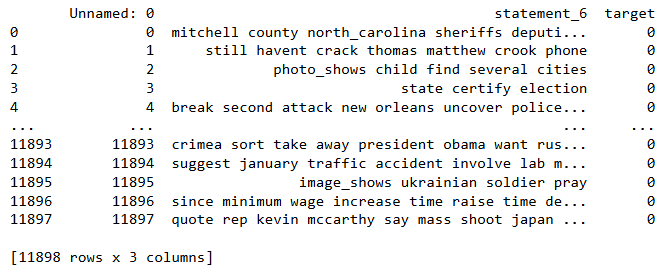 Unnamed: 0 statement_6 target
0 0 mitchell county north_carolina sheriffs deputi... 0
1 1 still havent crack thomas matthew crook phone 0
2 2 photo_shows child find several cities 0
3 3 state certify election 0
4 4 break second attack new orleans uncover police... 0
... ... ... ...
11893 11893 crimea sort take away president obama want rus... 0
11894 11894 suggest january traffic accident involve lab m... 0
11895 11895 image_shows ukrainian soldier pray 0
11896 11896 since minimum wage increase time raise time de... 0
11897 11897 quote rep kevin mccarthy say mass shoot japan ... 0
[11898 rows x 3 columns]